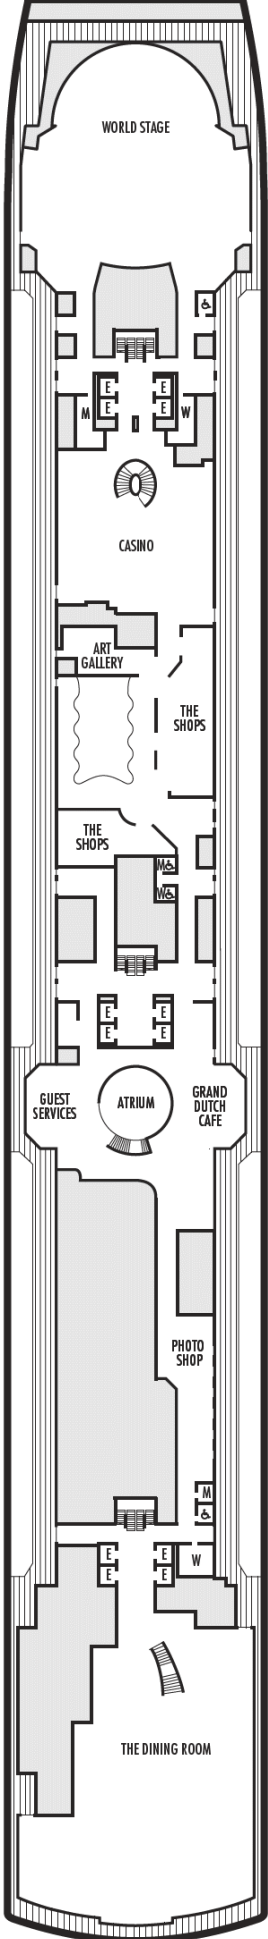 WORLD STAGE
E E
E E
M W
CASINO
ART
GALLERY
THE
SHOPS
THE
SHOPS
M
W
E E
E E
GUEST
SERVICES
ATRIUM
GRAND
DUTCH
CAFE
PHOTO
SHOP
M
E E
E E
W
THE DINING ROOM